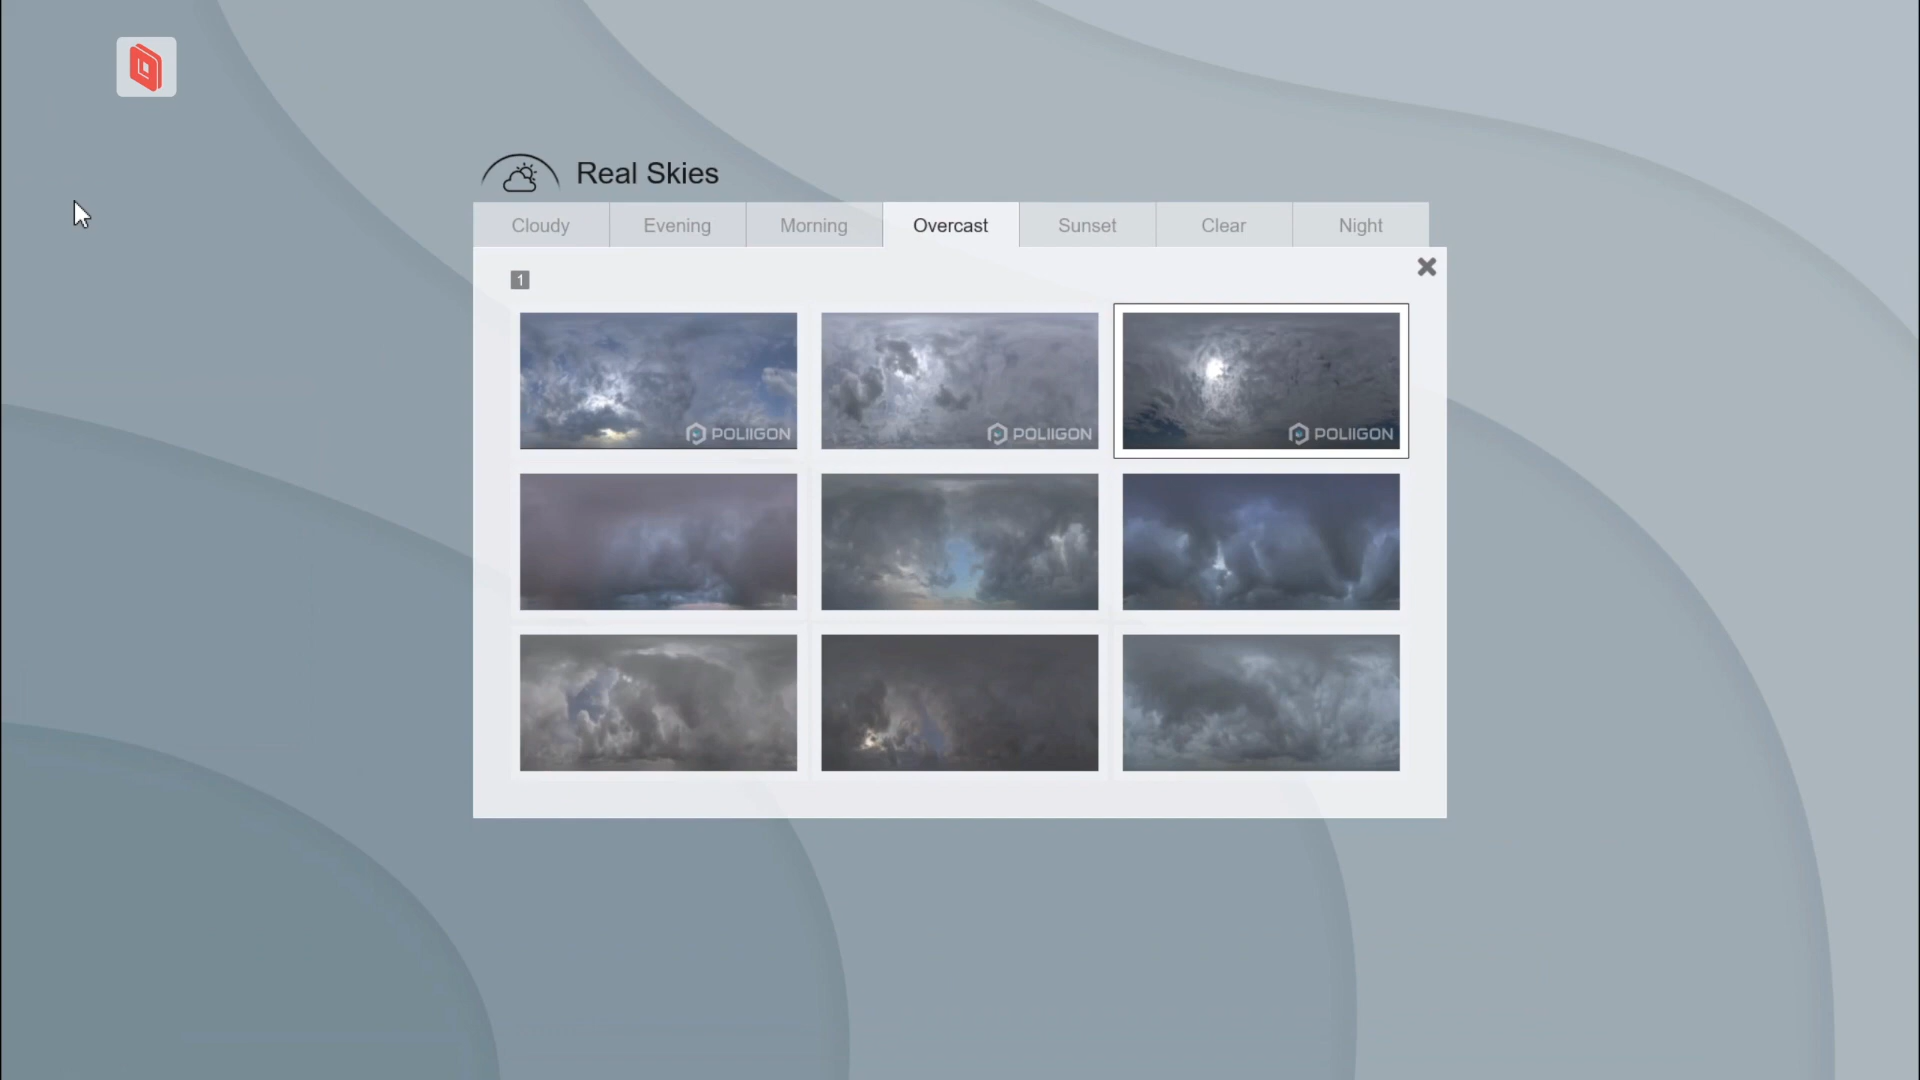 Real Skies
Cloudy Evening Morning Overcast Sunset Clear Night
1
POLIIGON POLIIGON POLIIGON